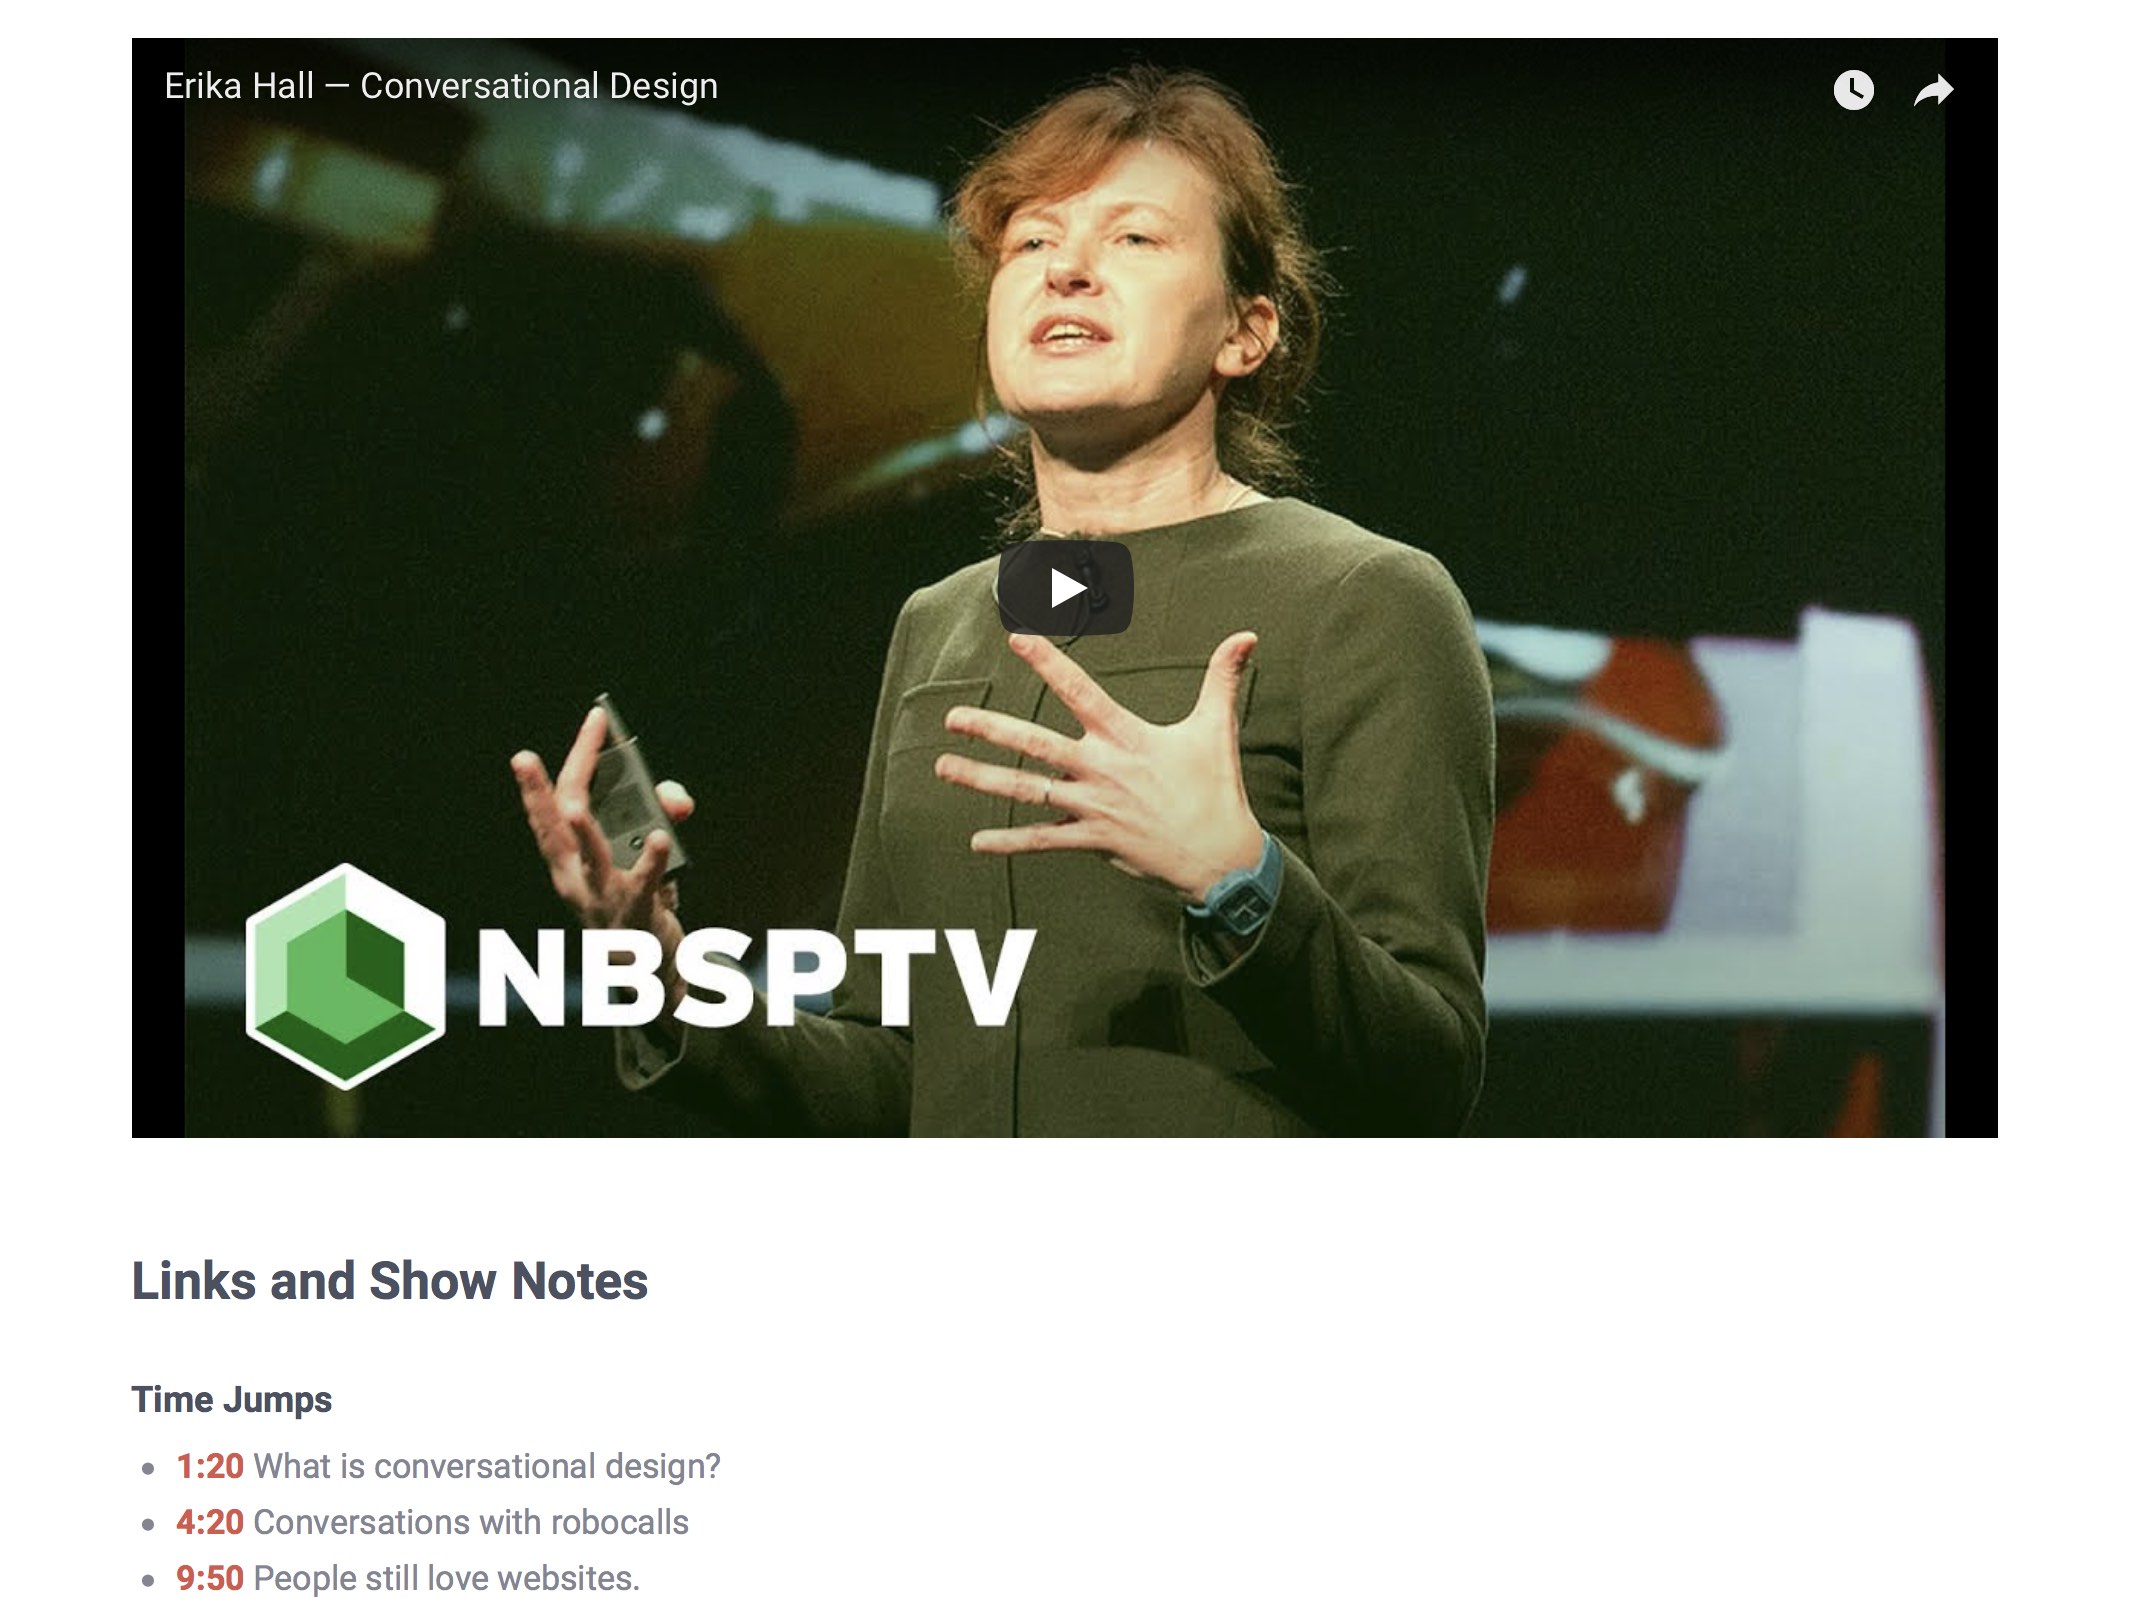 Erika Hall — Conversational Design
NBSPTV
Links and Show Notes
Time Jumps
1:20 What is conversational design?
4:20 Conversations with robocalls
9:50 People still love websites.